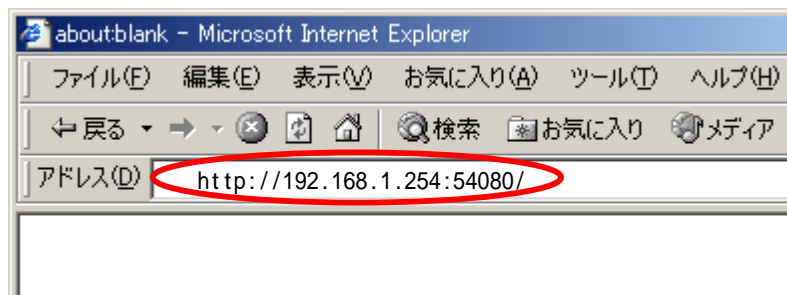 about:blank - Microsoft Internet Explorer
ファイル(F) 編集(E) 表示(V) お気に入り(A) ツール(T) ヘルプ(H)
戻る 検索 お気に入り メディア
アドレス(D) http://192.168.1.254:54080/